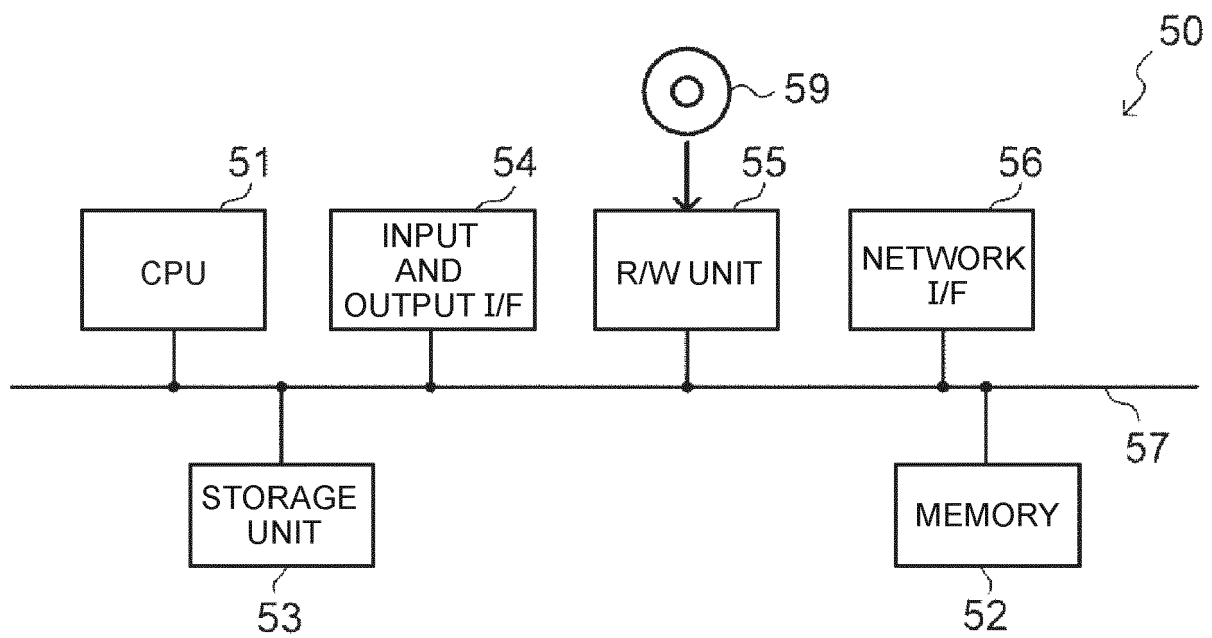 50
59
51
54
55
56
CPU
INPUT
AND
OUTPUT I/F
R/W UNIT
NETWORK
I/F
57
STORAGE
UNIT
MEMORY
53
52